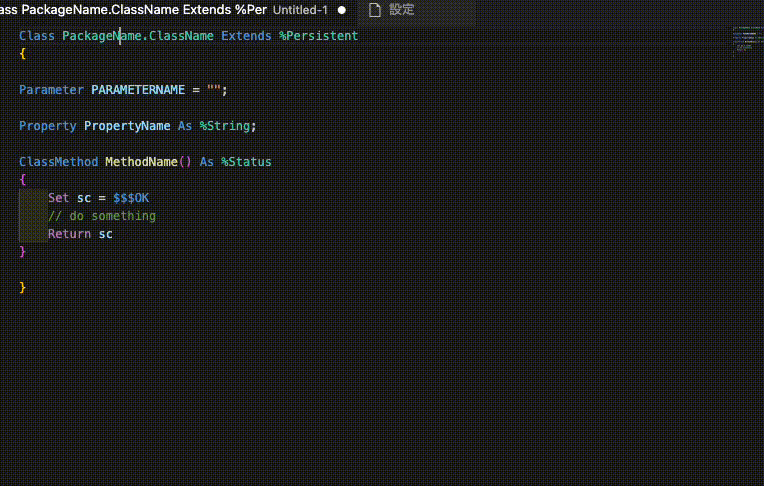 ass PackageName.ClassName Extends %Per Untitled-1 設定
Class PackageName.ClassName Extends %Persistent
{
Parameter PARAMETERNAME = "";
Property PropertyName As %String;
ClassMethod MethodName() As %Status
{
Set sc = $$$OK
// do something
Return sc
}
}